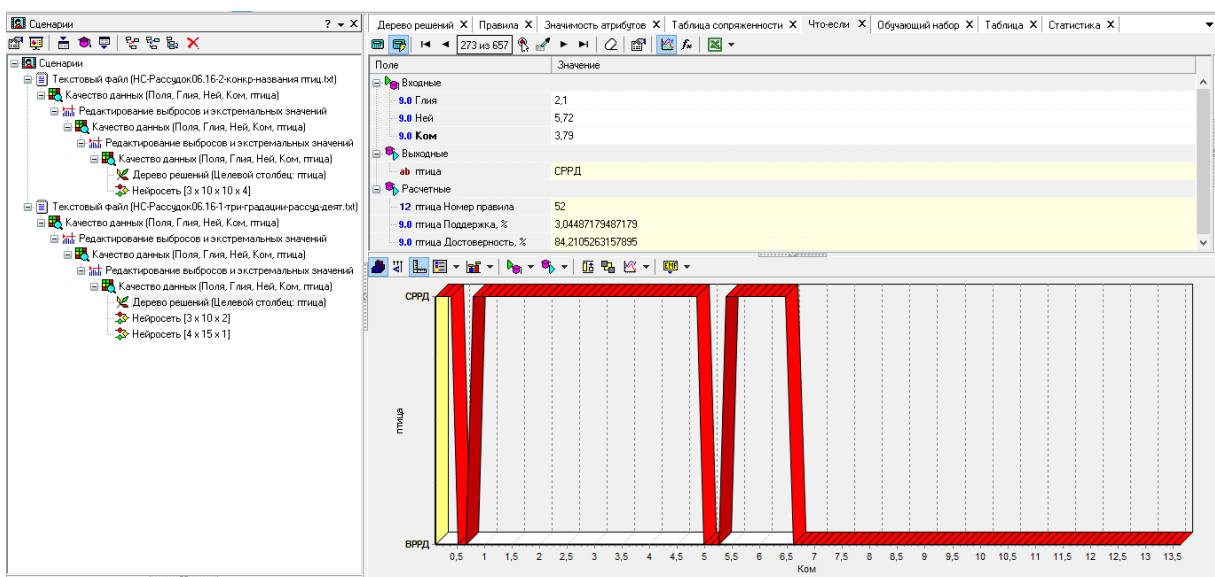 Сценарии
Сценарии
Текстовый файл (НС-Рассудок06.16-2-конкр-названия птиц.txt)
Качество данных (Поля, Глия, Ней, Ком, птица)
Редактирование выбросов и экстремальных значений
Качество данных (Поля, Глия, Ней, Ком, птица)
Редактирование выбросов и экстремальных значений
Качество данных (Поля, Глия, Ней, Ком, птица)
Дерево решений (Целевой столбец: птица)
Нейросеть [3 x 10 x 10 x 4]
Текстовый файл (НС-Рассудок06.16-1-три-градации-рассуд-деят.txt)
Качество данных (Поля, Глия, Ней, Ком, птица)
Редактирование выбросов и экстремальных значений
Качество данных (Поля, Глия, Ней, Ком, птица)
Редактирование выбросов и экстремальных значений
Качество данных (Поля, Глия, Ней, Ком, птица)
Дерево решений (Целевой столбец: птица)
Нейросеть [3 x 10 x 2]
Нейросеть [4 x 15 x 1]
Дерево решений X Правила X Значимость атрибутов X Таблица сопряженности X Что-если X Обучающий набор X Таблица X Статистика X
273 из 657
Поле Значение
Входные
9.0 Глия 2,1
9.0 Ней 5,72
9.0 Ком 3,79
Выходные
ab птица СРРД
Расчетные
12 птица Номер правила 52
9.0 птица Поддержка, % 3,04487179487179
9.0 птица Достоверность, % 84,2105263157895
СРРД
птица
ВРРД
0,5 1 1,5 2 2,5 3 3,5 4 4,5 5 5,5 6 6,5 7 7,5 8 8,5 9 9,5 10 10,5 11 11,5 12 12,5 13 13,5
Ком